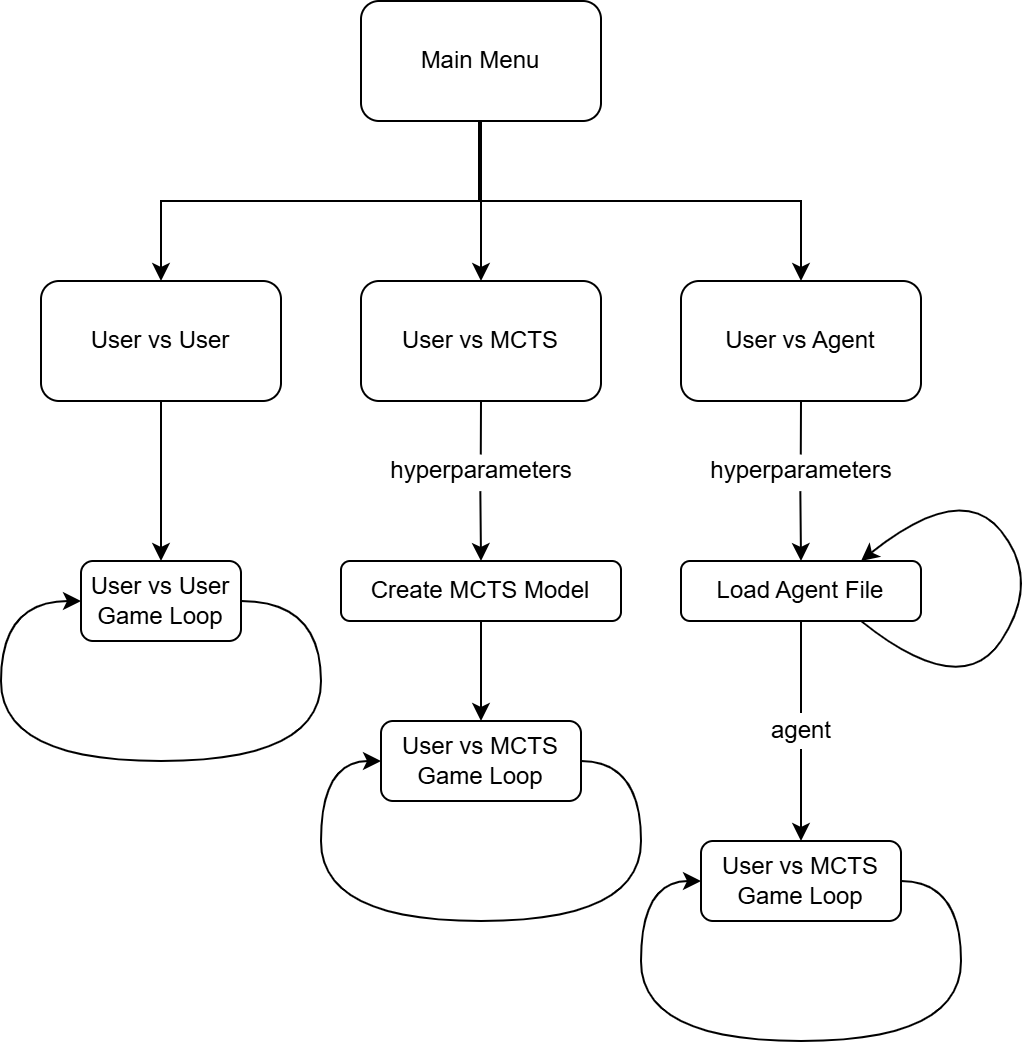 Main Menu
User vs User
User vs MCTS
User vs Agent
hyperparameters
hyperparameters
User vs User
Game Loop
Create MCTS Model
Load Agent File
User vs MCTS
Game Loop
agent
User vs MCTS
Game Loop